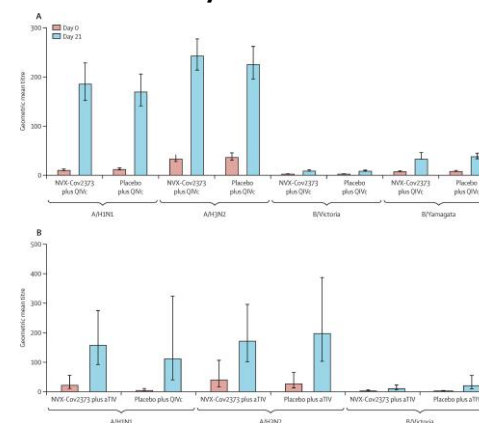 A
Day 0
Day 21
Geometric mean titre
300
200
100
0
NVX-Cov2373 plus QIVc
Placebo plus QIVc
NVX-Cov2373 plus QIVc
Placebo plus QIVc
NVX-Cov2373 plus QIVc
Placebo plus QIVc
NVX-Cov2373 plus QIVc
Placebo plus QIVc
A/H1N1
A/H3N2
B/Victoria
B/Yamagata
B
Geometric mean titre
500
400
300
200
100
0
NVX-Cov2373 plus aTIV
Placebo plus QIVc
NVX-Cov2373 plus aTIV
Placebo plus aTIV
NVX-Cov2373 plus aTIV
Placebo plus aTIV
A/H1N1
A/H3N2
B/Victoria